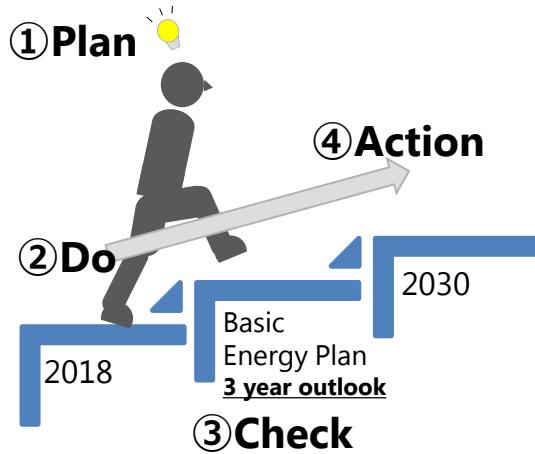 ①Plan
④Action
②Do
2030
Basic
Energy Plan
3 year outlook
2018
③Check